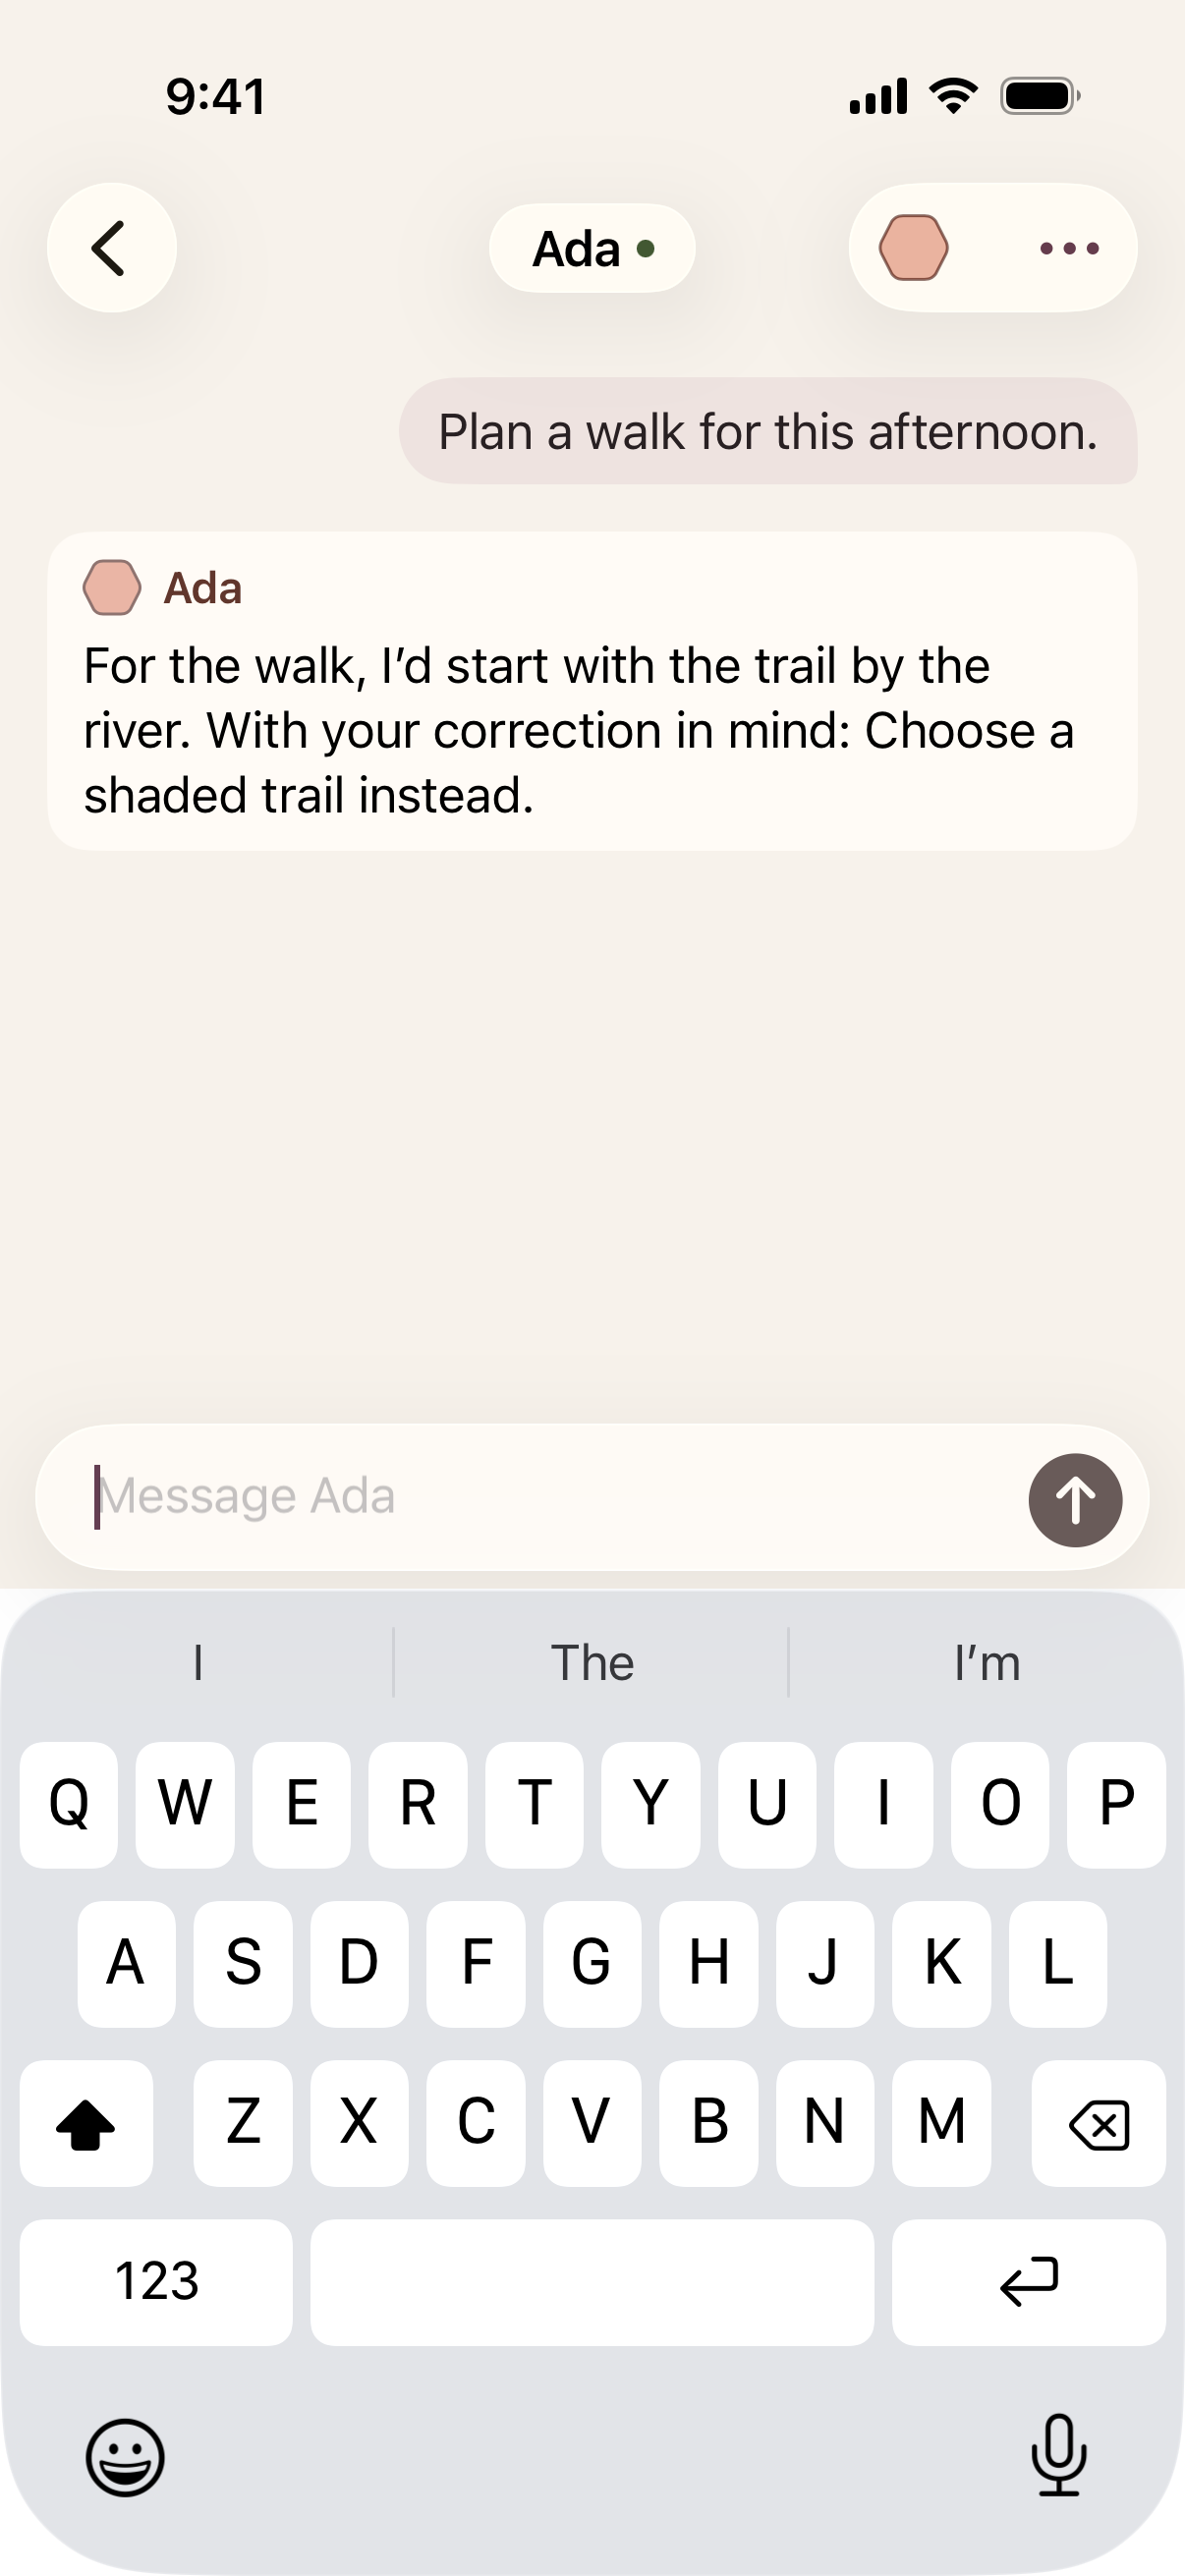 9:41
Ada
Plan a walk for this afternoon.
Ada
For the walk, I’d start with the trail by the
river. With your correction in mind: Choose a
shaded trail instead.
Message Ada
I The I’m
Q W E R T Y U I O P
A S D F G H J K L
Z X C V B N M
123